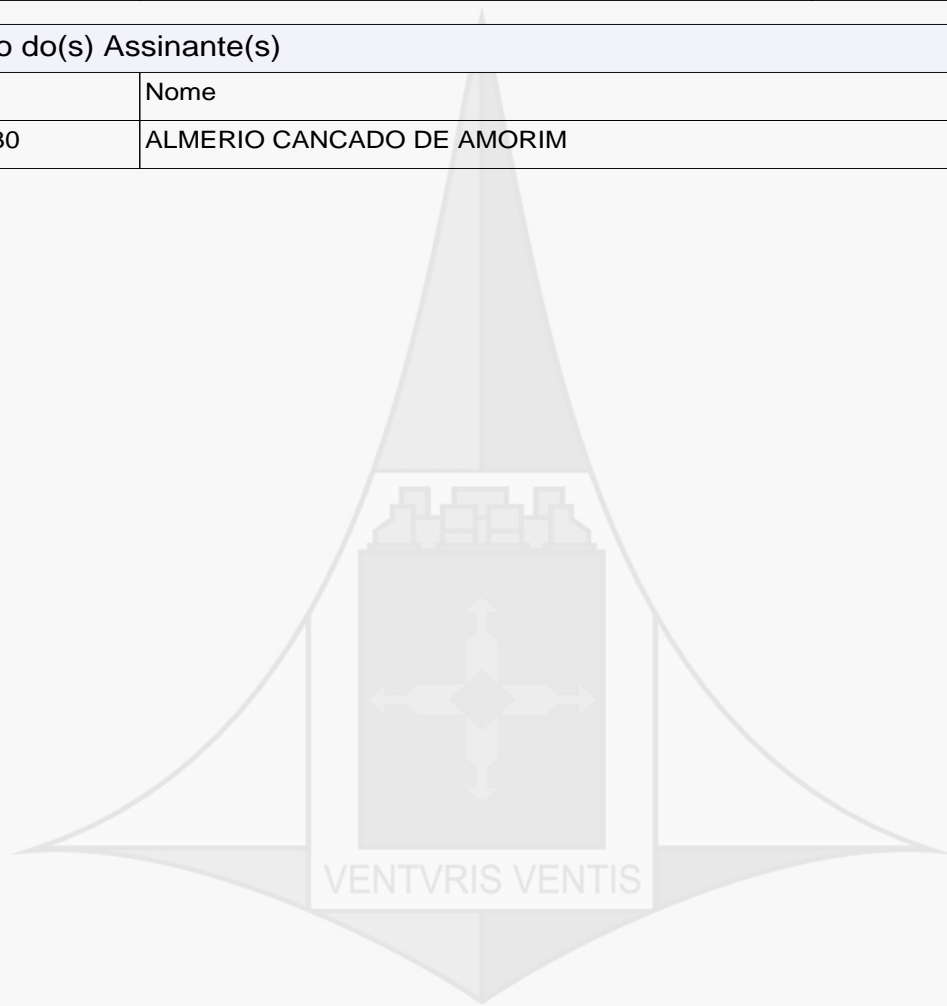 o do(s) Assinante(s)
Nome
30 ALMERIO CANCADO DE AMORIM
VENTVRIS VENTIS